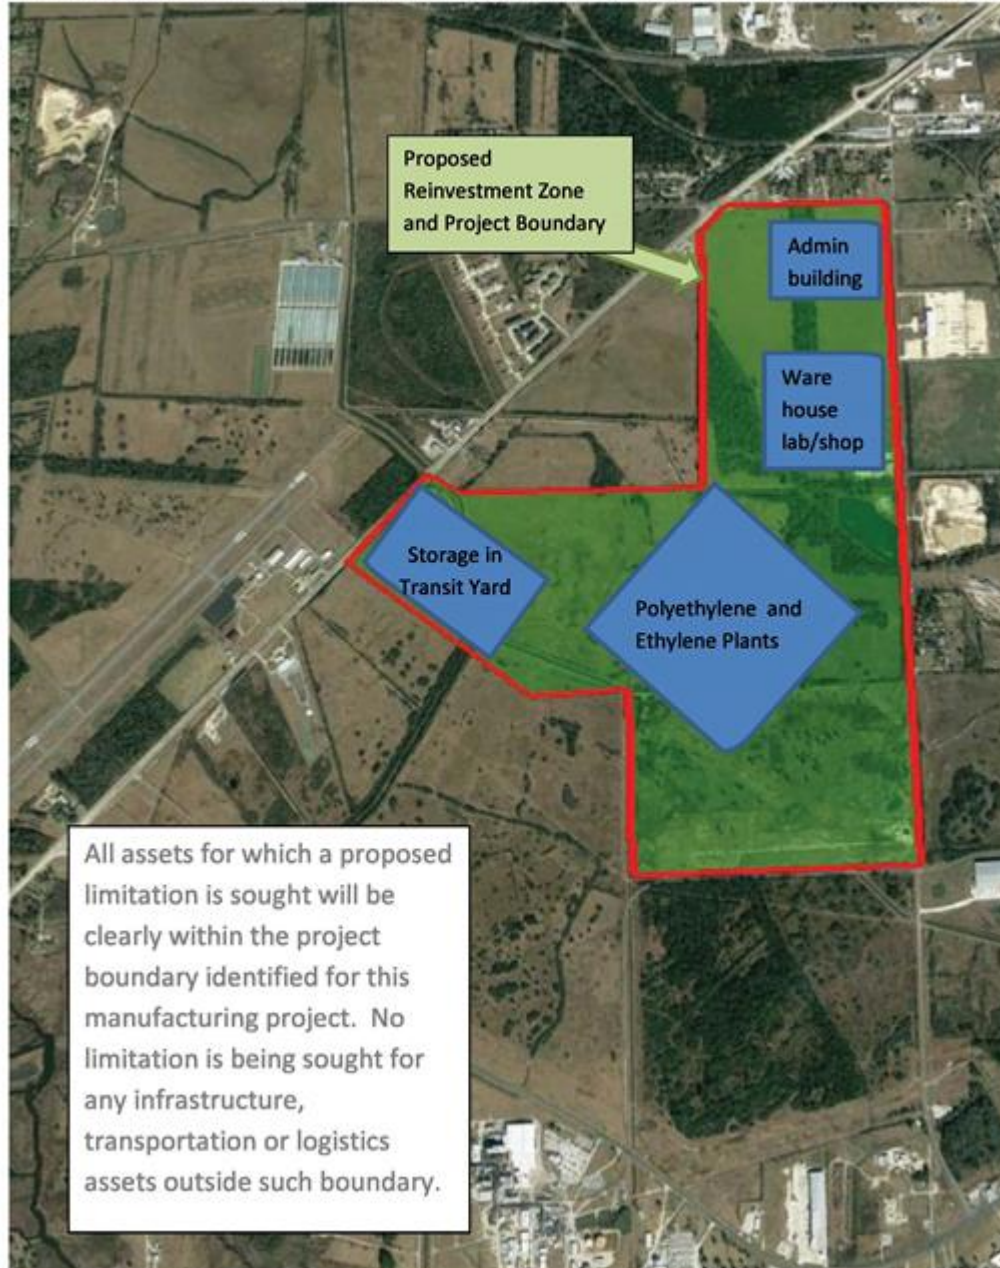 Proposed
Reinvestment Zone
and Project Boundary
Admin
building
Ware
house
lab/shop
Storage in
Transit Yard
Polyethylene and
Ethylene Plants
All assets for which a proposed
limitation is sought will be
clearly within the project
boundary identified for this
manufacturing project. No
limitation is being sought for
any infrastructure,
transportation or logistics
assets outside such boundary.